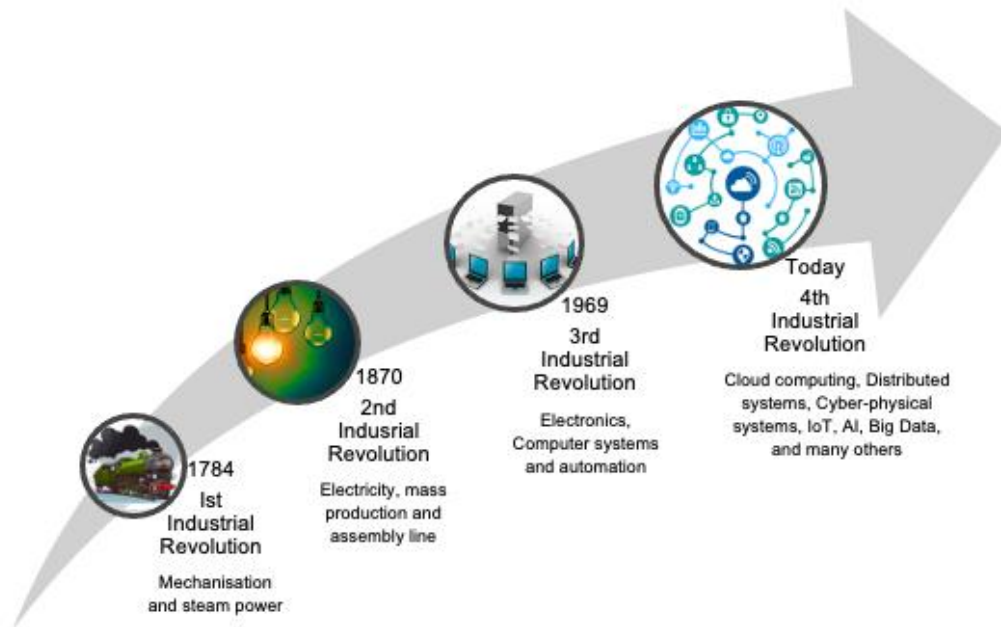 1784
Ist
Industrial
Revolution
Mechanisation
and steam power
1870
2nd
Indusrial
Revolution
Electricity, mass
production and
assembly line
1969
3rd
Industrial
Revolution
Electronics,
Computer systems
and automation
Today
4th
Industrial
Revolution
Cloud computing, Distributed
systems, Cyber-physical
systems, IoT, AI, Big Data,
and many others